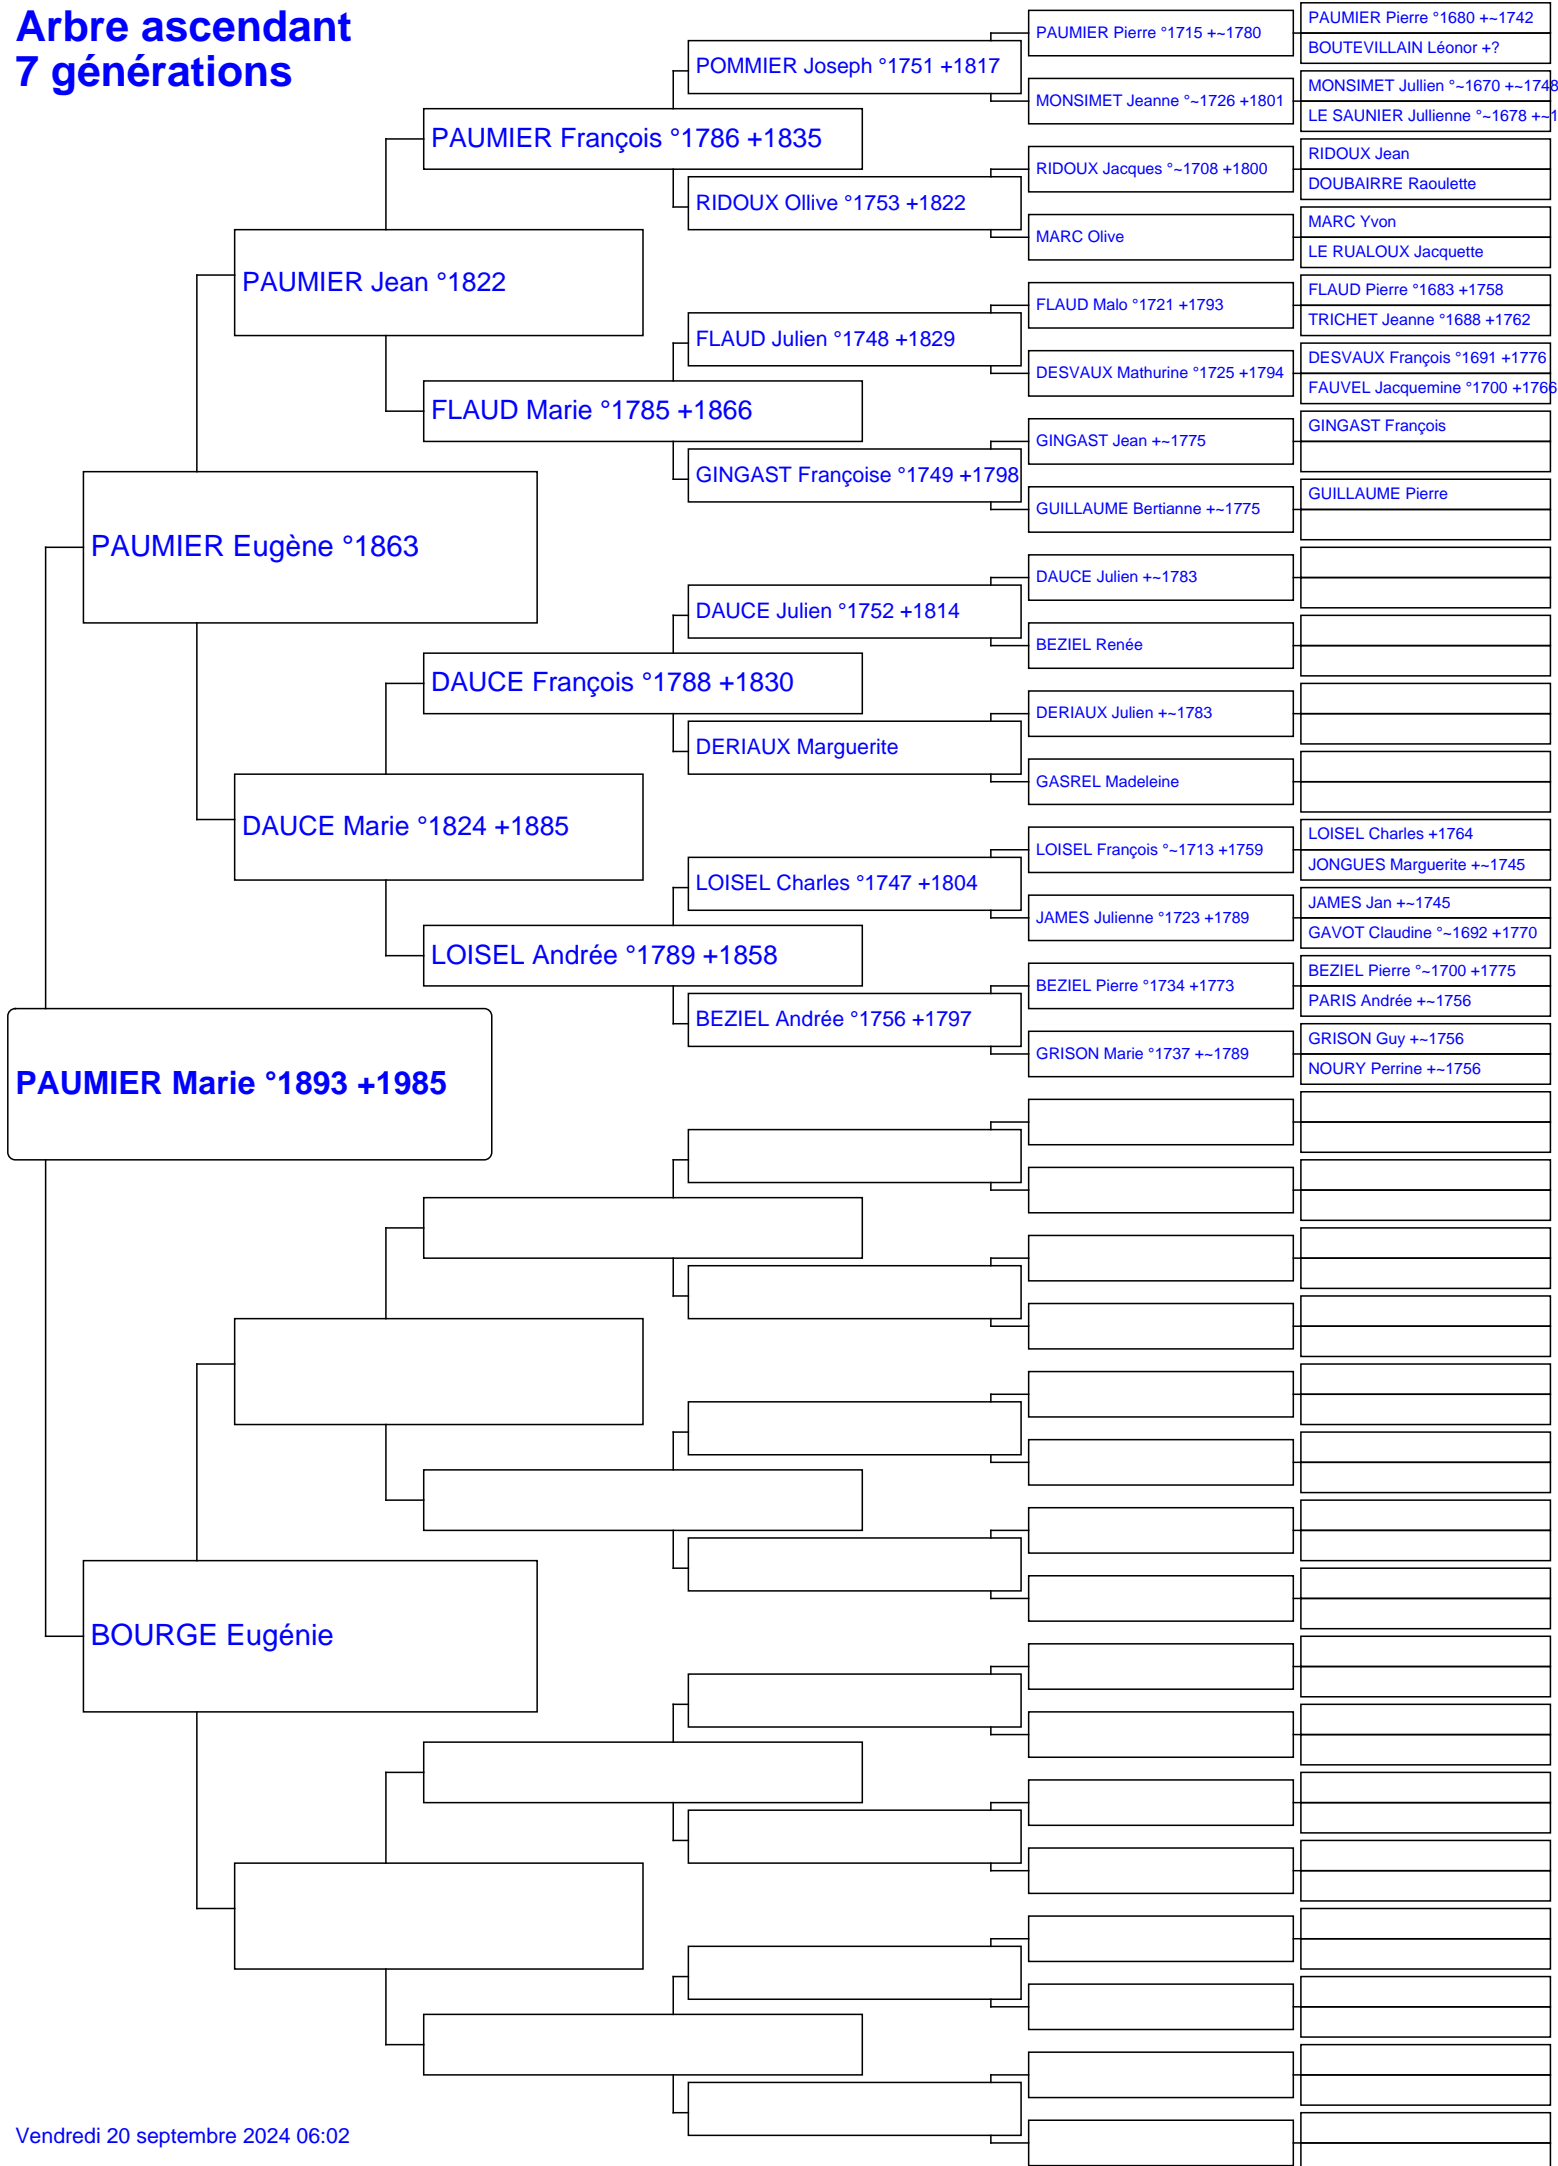 Arbre ascendant
7 générations
PAUMIER Marie °1893 +1985
PAUMIER Eugène °1863
BOURGE Eugénie
PAUMIER Jean °1822
DAUCE Marie °1824 +1885
PAUMIER François °1786 +1835
FLAUD Marie °1785 +1866
DAUCE François °1788 +1830
LOISEL Andrée °1789 +1858
POMMIER Joseph °1751 +1817
RIDOUX Ollive °1753 +1822
FLAUD Julien °1748 +1829
GINGAST Françoise °1749 +1798
DAUCE Julien °1752 +1814
DERIAUX Marguerite
LOISEL Charles °1747 +1804
BEZIEL Andrée °1756 +1797
PAUMIER Pierre °1715 +~1780
MONSIMET Jeanne °~1726 +1801
RIDOUX Jacques °~1708 +1800
MARC Olive
FLAUD Malo °1721 +1793
DESVAUX Mathurine °1725 +1794
GINGAST Jean +~1775
GUILLAUME Bertianne +~1775
DAUCE Julien +~1783
BEZIEL Renée
DERIAUX Julien +~1783
GASREL Madeleine
LOISEL François °~1713 +1759
JAMES Julienne °1723 +1789
BEZIEL Pierre °1734 +1773
GRISON Marie °1737 +~1789
PAUMIER Pierre °1680 +~1742
BOUTEVILLAIN Léonor +?
MONSIMET Jullien °~1670 +~1748
LE SAUNIER Jullienne °~1678 +~1
RIDOUX Jean
DOUBAIRRE Raoulette
MARC Yvon
LE RUALOUX Jacquette
FLAUD Pierre °1683 +1758
TRICHET Jeanne °1688 +1762
DESVAUX François °1691 +1776
FAUVEL Jacquemine °1700 +1766
GINGAST François
GUILLAUME Pierre
LOISEL Charles +1764
JONGUES Marguerite +~1745
JAMES Jan +~1745
GAVOT Claudine °~1692 +1770
BEZIEL Pierre °~1700 +1775
PARIS Andrée +~1756
GRISON Guy +~1756
NOURY Perrine +~1756
Vendredi 20 septembre 2024 06:02